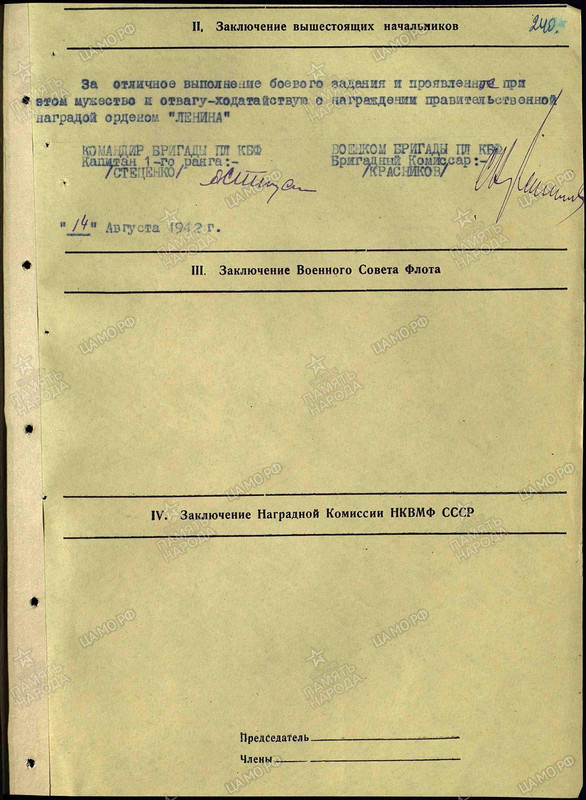 240.
II. Заключение вышестоящих начальников
За отличное выполнение боевого задания и проявленные при
этом мужество и отвагу-ходатайствую о награждении правительственной
наградой орденом "ЛЕНИНА"
КОМАНДИР БРИГАДЫ ПЛ КБФ
Капитан 1-го ранга:-
/СТЕЦЕНКО/
ВОЕНКОМ БРИГАДЫ ПЛ КБФ
Бригадный Комиссар:-
/КРАСНИКОВ/
"14" Августа 1942 г.
III. Заключение Военного Совета Флота
IV. Заключение Наградной Комиссии НКВМФ СССР
Председатель
Члены
ПАМЯТЬ НАРОДА
ЦАМО.РФ